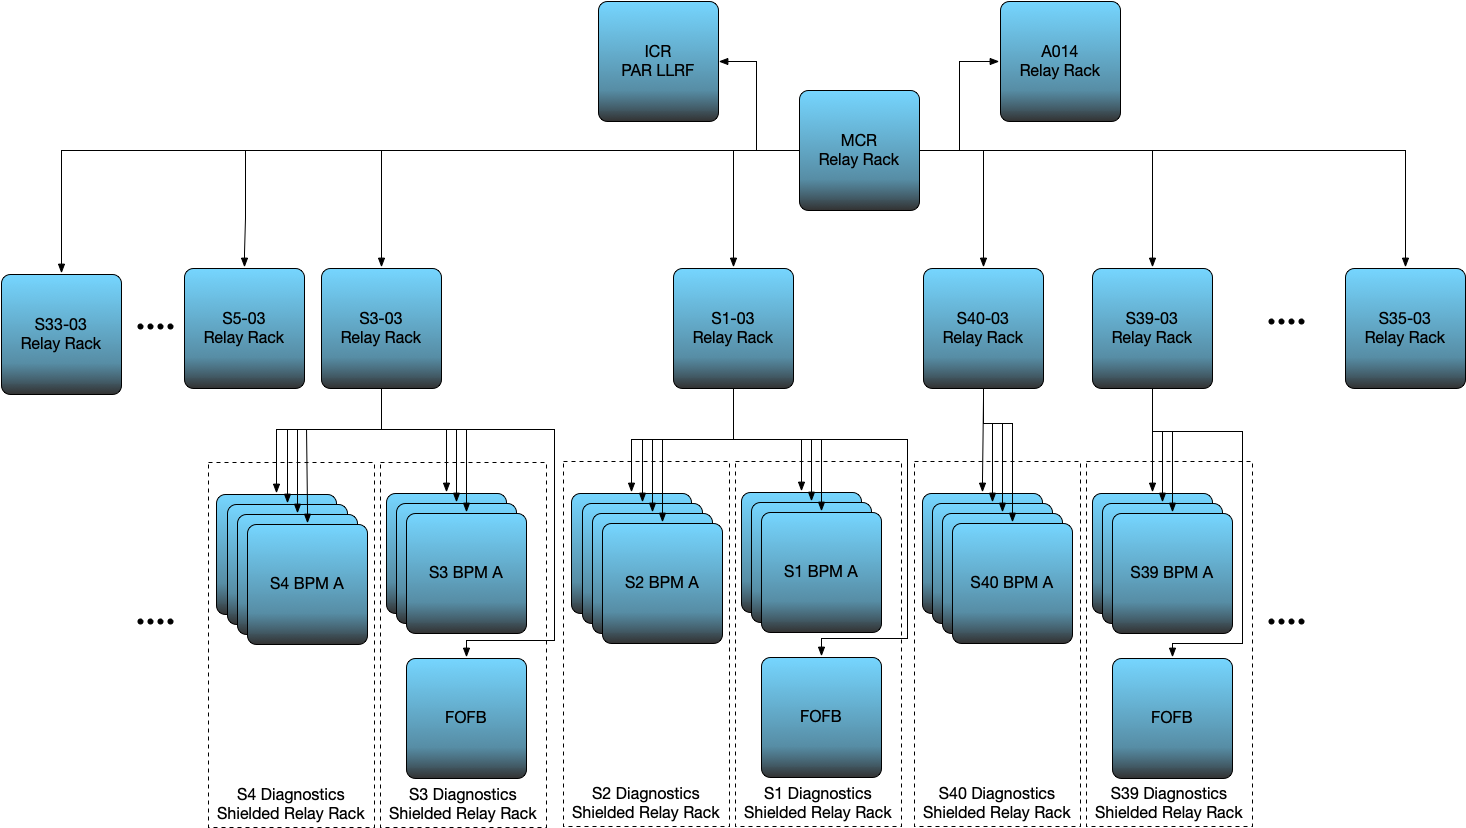 ICR
PAR LLRF
A014
Relay Rack
MCR
Relay Rack
S33-03
Relay Rack
S5-03
Relay Rack
S3-03
Relay Rack
S1-03
Relay Rack
S40-03
Relay Rack
S39-03
Relay Rack
S35-03
Relay Rack
S4 BPM A
S3 BPM A
S2 BPM A
S1 BPM A
S40 BPM A
S39 BPM A
FOFB
FOFB
FOFB
S4 Diagnostics
Shielded Relay Rack
S3 Diagnostics
Shielded Relay Rack
S2 Diagnostics
Shielded Relay Rack
S1 Diagnostics
Shielded Relay Rack
S40 Diagnostics
Shielded Relay Rack
S39 Diagnostics
Shielded Relay Rack